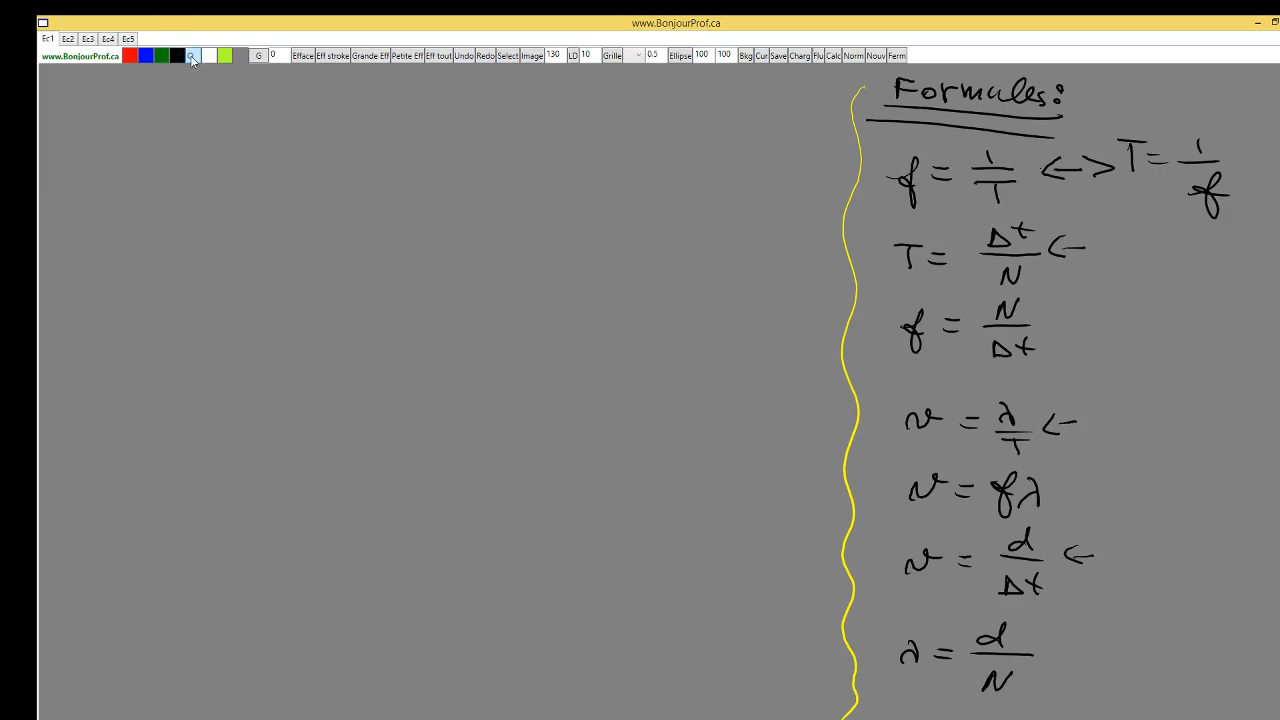 www.BonjourProf.ca
Ec1 Ec2 Ec3 Ec4 Ec5
www.BonjourProf.ca G 0 Efface Eff stroke Grande Eff Petite Eff Eff tout Undo Redo Select Image 130 LD 10 Grille 0.5 Ellipse 100 100 Bkg Cur Save Charg Flu Calc Norm Nouv Ferm
Formules:
f = 1/T <-> T = 1/f
T = Δt/N ←
f = N/Δt
v = λ/T ←
v = fλ
v = d/Δt ←
λ = d/N